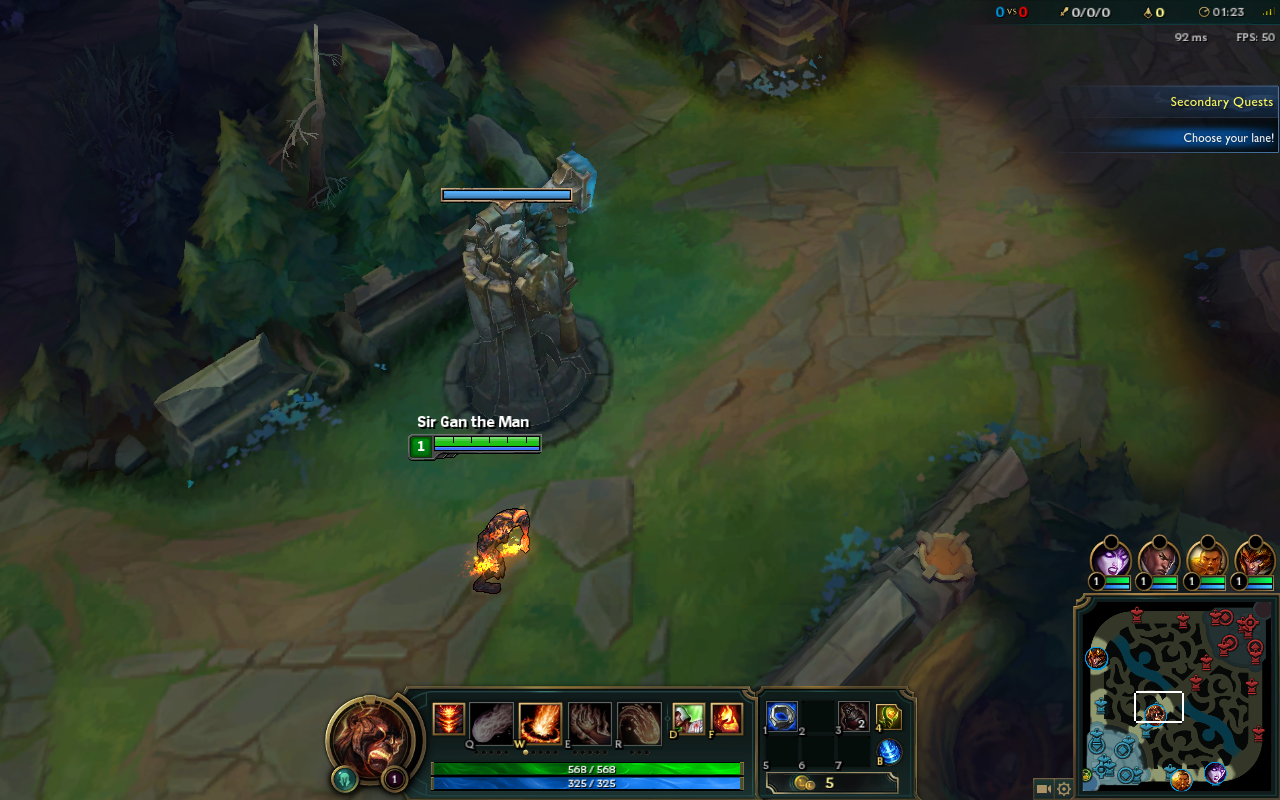 0 vs 0 0/0/0 0 01:23
92 ms FPS: 50
Secondary Quests
Choose your lane!
Sir Gan the Man
1
1 1 1 1
Q W E R D F
1 2 3 2 4
B
5 6 7
1
568 / 568
325 / 325
5